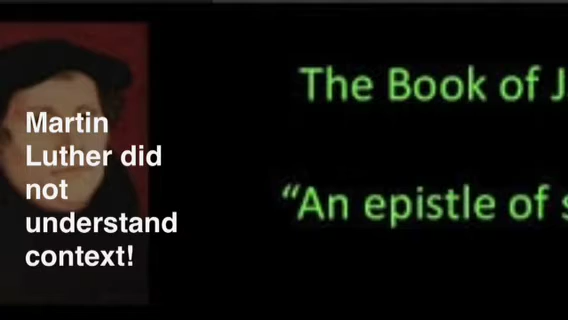 The Book of J
"An epistle of s
Martin
Luther did
not
understand
context!